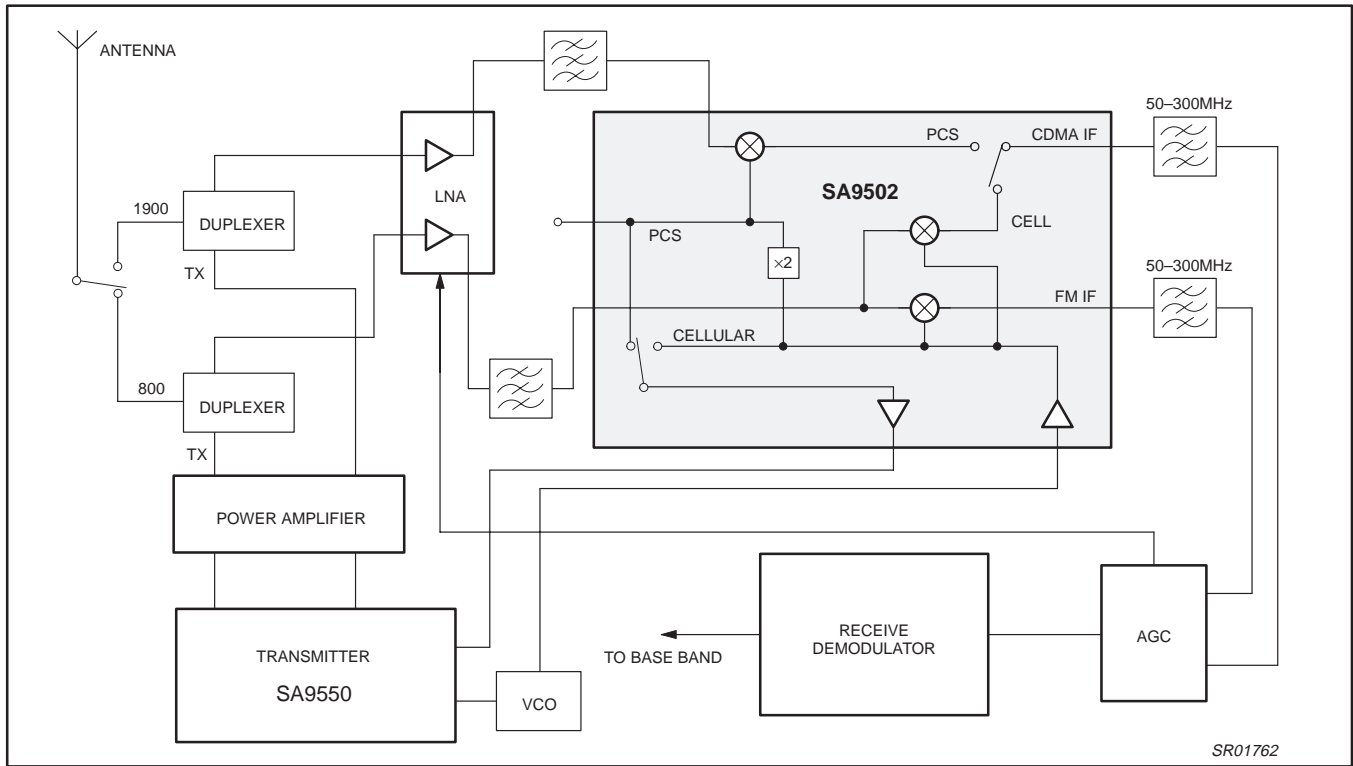 ANTENNA
50–300MHz
PCS
CDMA IF
LNA
SA9502
1900
DUPLEXER
PCS
CELL
TX
×2
50–300MHz
FM IF
CELLULAR
800
DUPLEXER
TX
POWER AMPLIFIER
RECEIVE
DEMODULATOR
AGC
TRANSMITTER
TO BASE BAND
SA9550
VCO
SR01762